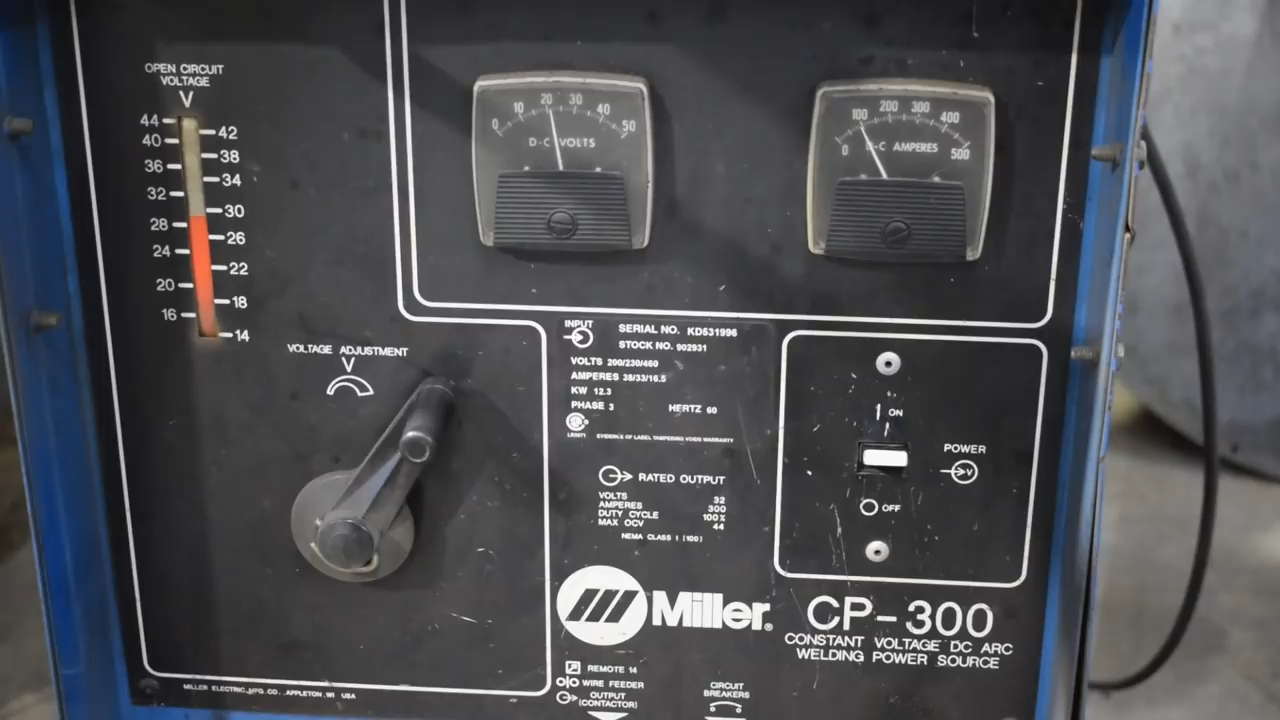 OPEN CIRCUIT
VOLTAGE
V
44
42
40
38
36
34
32
30
28
26
24
22
20
18
16
14
0 10 20 30 40 50
D-C VOLTS
0 100 200 300 400 500
D-C AMPERES
VOLTAGE ADJUSTMENT
INPUT
SERIAL NO. KD531996
STOCK NO. 902931
VOLTS 200/230/460
AMPERES 38/33/16.5
KW 12.3
PHASE 3 HERTZ 60
EVIDENCE OF LABEL TAMPERING VOIDS WARRANTY
RATED OUTPUT
VOLTS 32
AMPERES 300
DUTY CYCLE 100%
MAX OCV 44
NEMA CLASS I (100)
ON
POWER
V
OFF
Miller®
CP-300
CONSTANT VOLTAGE DC ARC
WELDING POWER SOURCE
REMOTE 14
WIRE FEEDER
OUTPUT
(CONTACTOR)
CIRCUIT
BREAKERS
MILLER ELECTRIC MFG. CO., APPLETON, WI USA